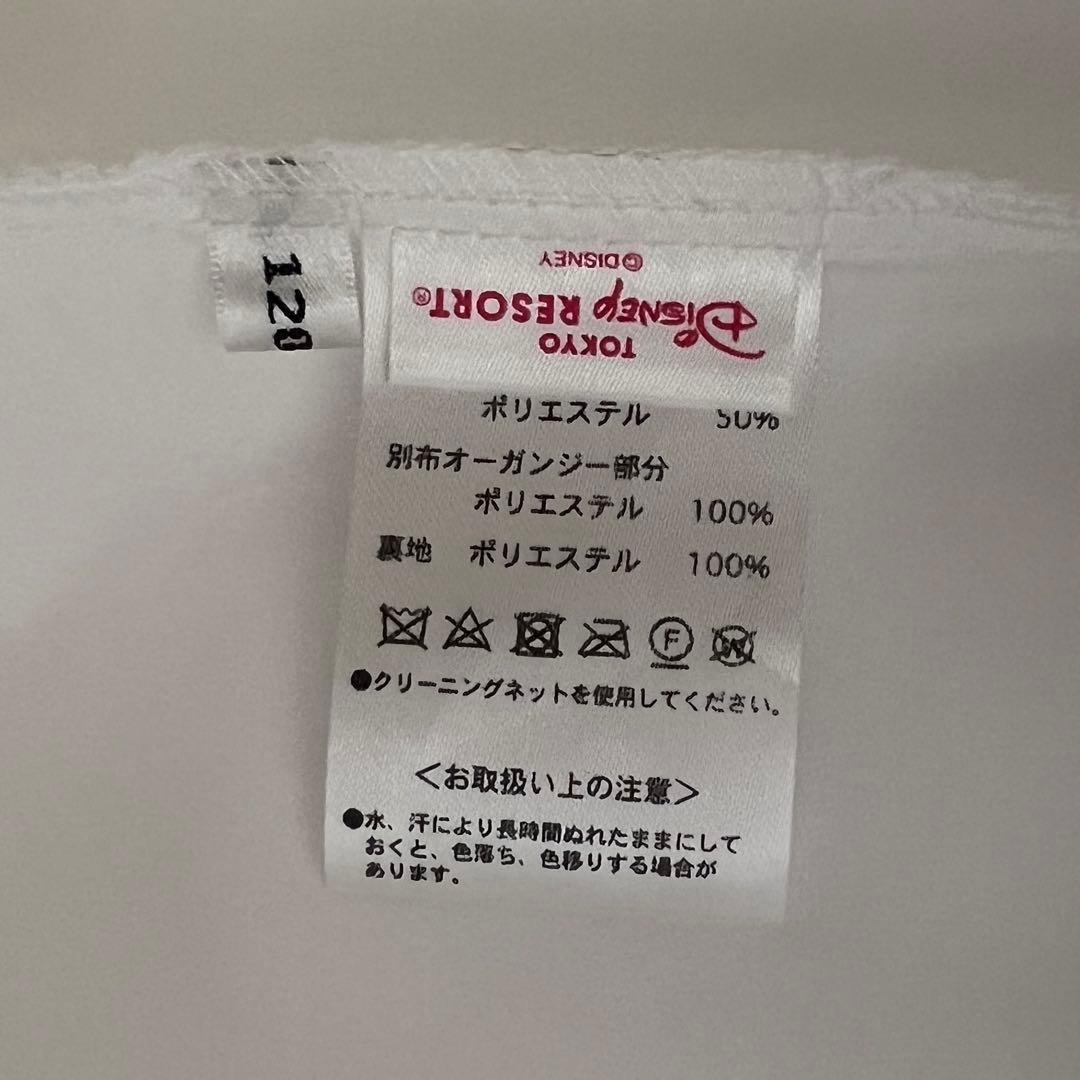 120
©DISNEY
DISNEY RESORT®
TOKYO
ポリエステル 50%
別布オーガンジー部分
ポリエステル 100%
裏地 ポリエステル 100%
F W
●クリーニングネットを使用してください。
<お取扱い上の注意>
●水、汗により長時間ぬれたままにして
おくと、色落ち、色移りする場合が
あります。